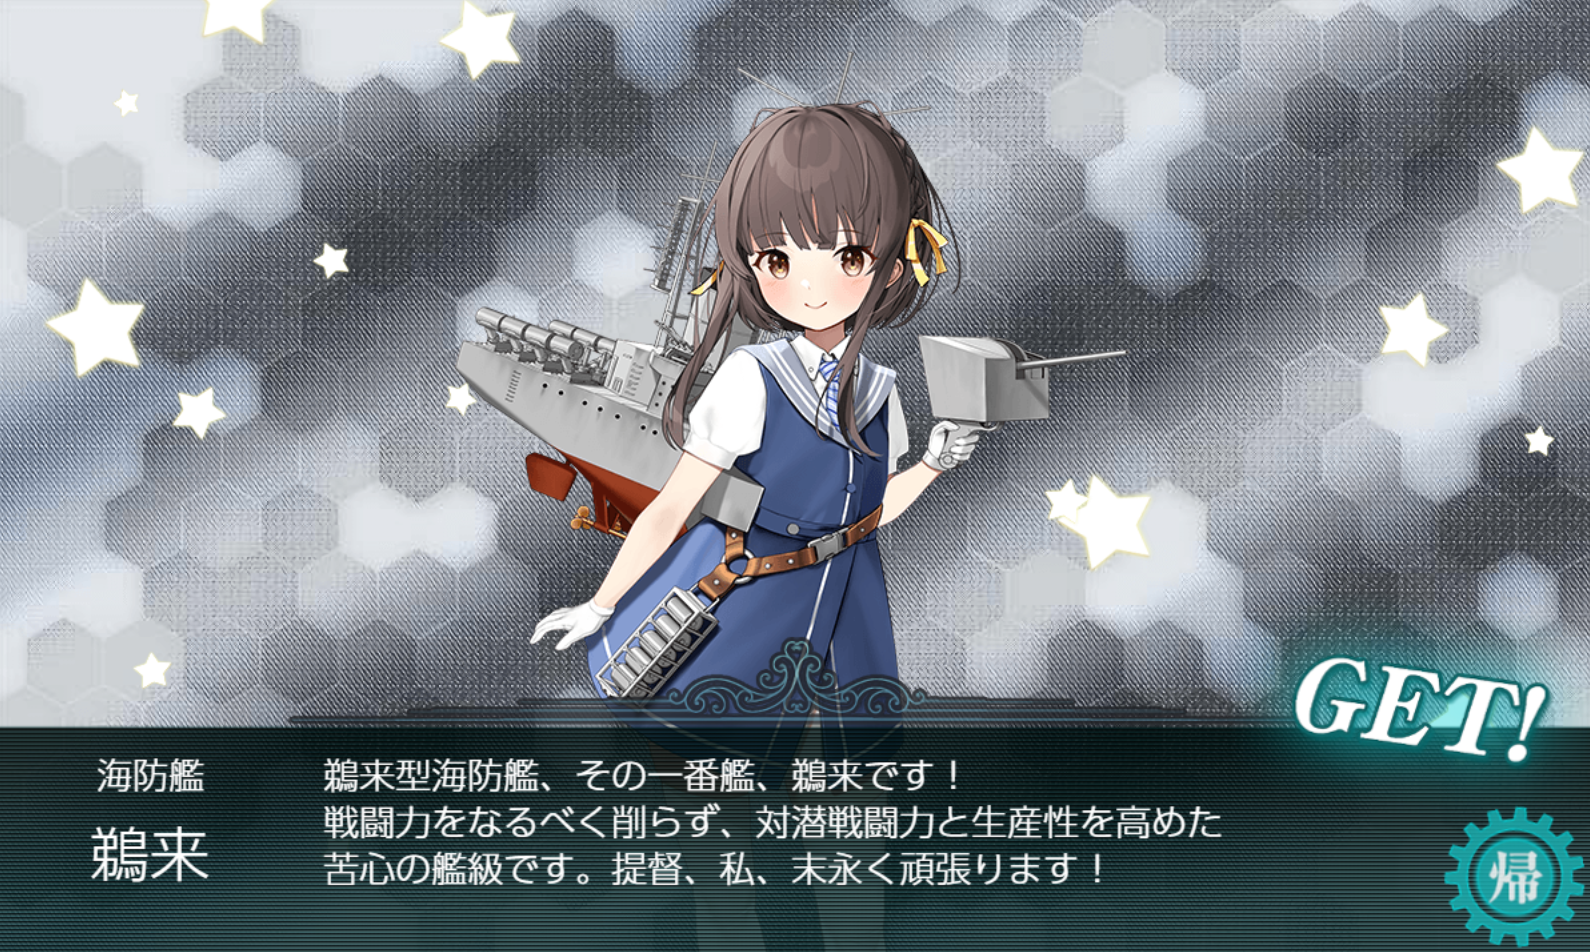 GET!
海防艦
鵜来
鵜来型海防艦、その一番艦、鵜来です！
戦闘力をなるべく削らず、対潜戦闘力と生産性を高めた
苦心の艦級です。提督、私、末永く頑張ります！
帰